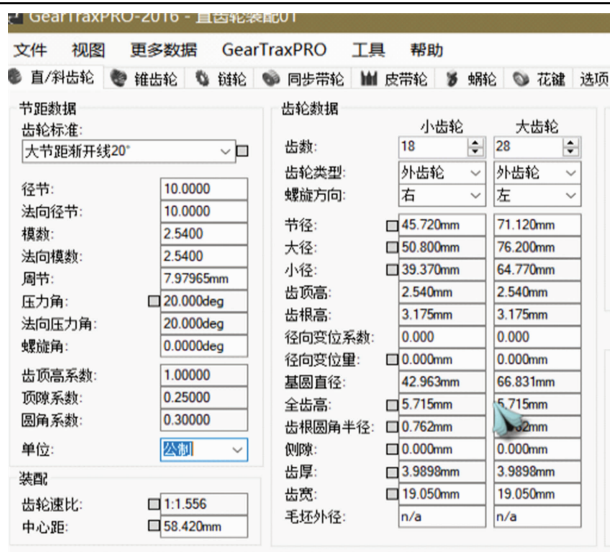 GearTraxPRO-2016 - 直齿轮装配01
文件 视图 更多数据 GearTraxPRO 工具 帮助
直/斜齿轮 锥齿轮 链轮 同步带轮 皮带轮 蜗轮 花键 选项
节距数据
齿轮标准:
大节距渐开线20°
径节: 10.0000
法向径节: 10.0000
模数: 2.5400
法向模数: 2.5400
周节: 7.97965mm
压力角: 20.000deg
法向压力角: 20.000deg
螺旋角: 0.0000deg
齿顶高系数: 1.00000
顶隙系数: 0.25000
圆角系数: 0.30000
单位: 公制
装配
齿轮速比: 1:1.556
中心距: 58.420mm
齿轮数据
小齿轮 大齿轮
齿数: 18 28
齿轮类型: 外齿轮 外齿轮
螺旋方向: 右 左
节径: 45.720mm 71.120mm
大径: 50.800mm 76.200mm
小径: 39.370mm 64.770mm
齿顶高: 2.540mm 2.540mm
齿根高: 3.175mm 3.175mm
径向变位系数: 0.000 0.000
径向变位量: 0.000mm 0.000mm
基圆直径: 42.963mm 66.831mm
全齿高: 5.715mm 5.715mm
齿根圆角半径: 0.762mm
侧隙: 0.000mm 0.000mm
齿厚: 3.9898mm 3.9898mm
齿宽: 19.050mm 19.050mm
毛坯外径: n/a n/a